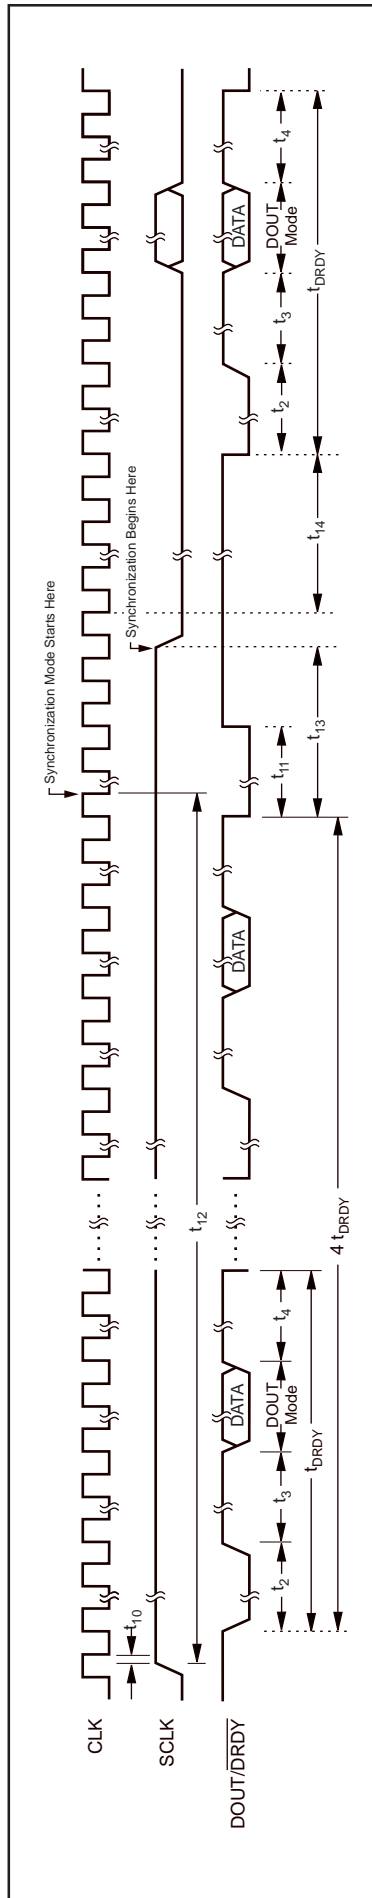 Synchronization Mode Starts Here
Synchronization Begins Here
CLK
t10
SCLK
t12
DOUT/DRDY
DATA
DATA
DATA
t2
t3
DOUT
Mode
t4
t11
t2
t3
DOUT
Mode
t4
tDRDY
t13
t14
tDRDY
4 tDRDY